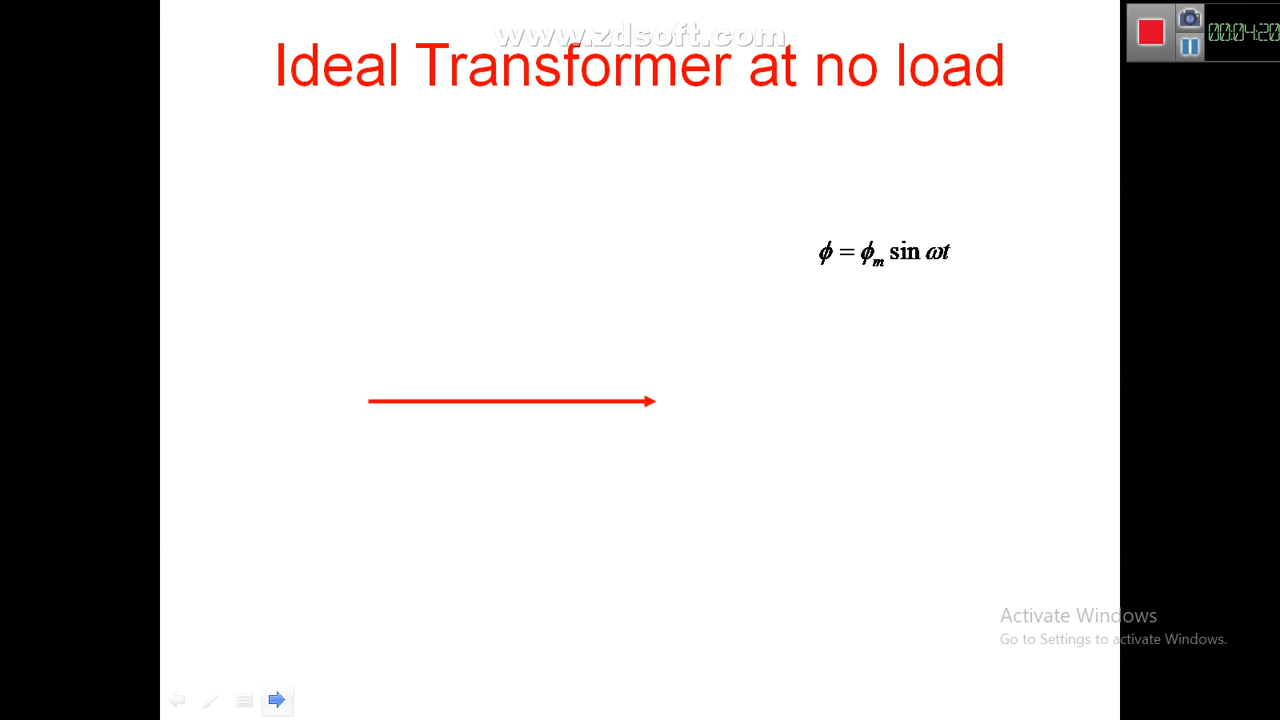 www.zdsoft.com
Ideal Transformer at no load
ϕ = ϕₘ sin ωt
Activate Windows
Go to Settings to activate Windows.